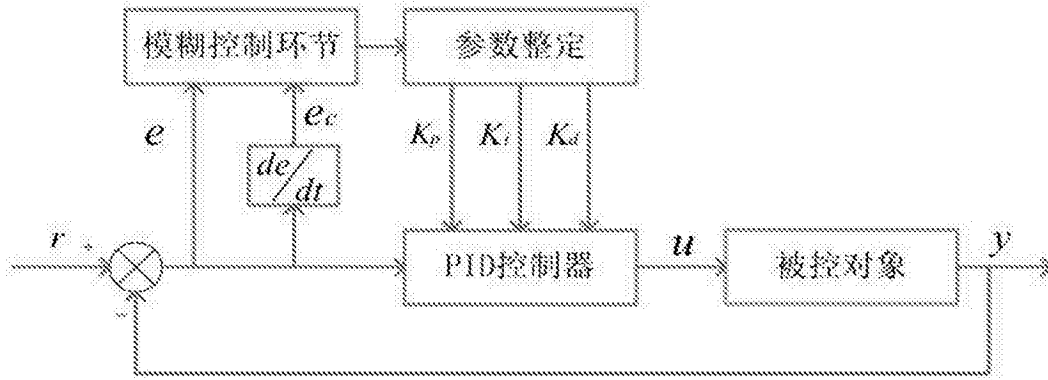 模糊控制环节
参数整定
e
e_c
de/dt
K_p
K_i
K_d
r
+
-
PID控制器
u
被控对象
y